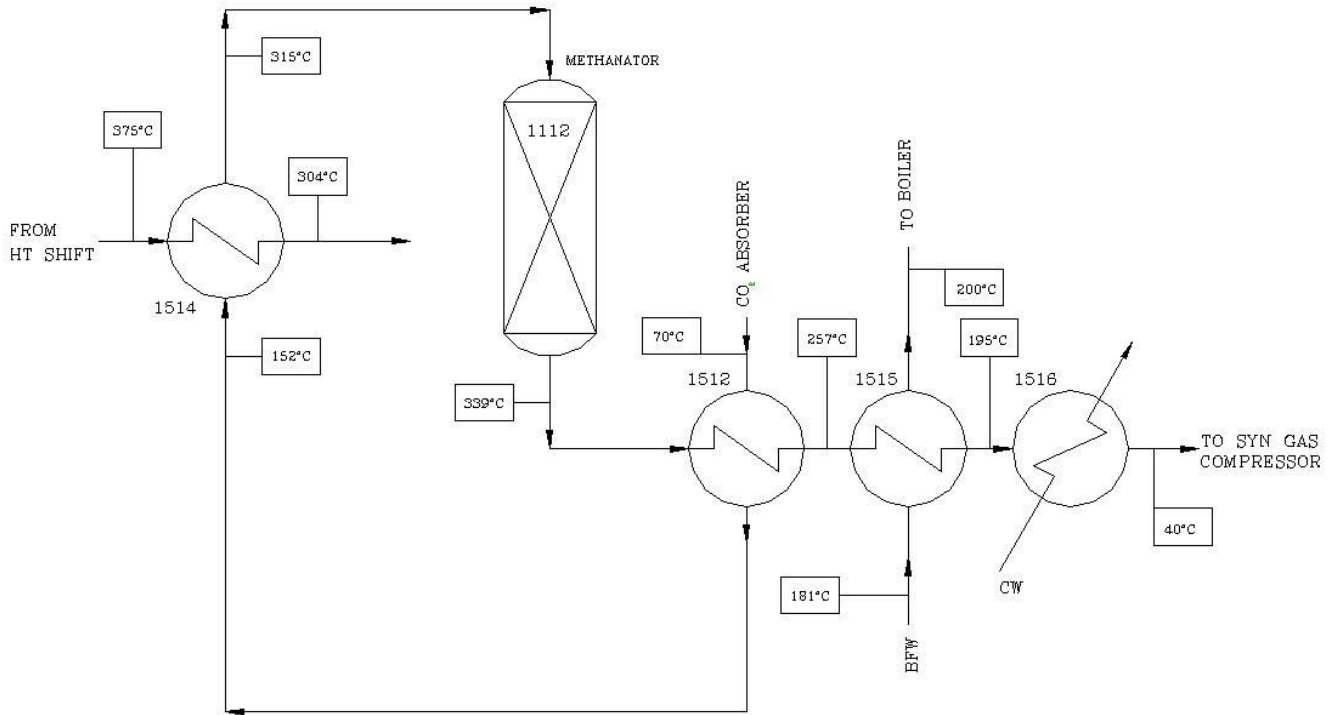 315°C
METHANATOR
375°C
1112
304°C
FROM
HT SHIFT
1514
152°C
CO₂ ABSORBER
TO BOILER
200°C
70°C
257°C
195°C
1512
1515
1516
339°C
TO SYN GAS
COMPRESSOR
40°C
181°C
CW
BFW